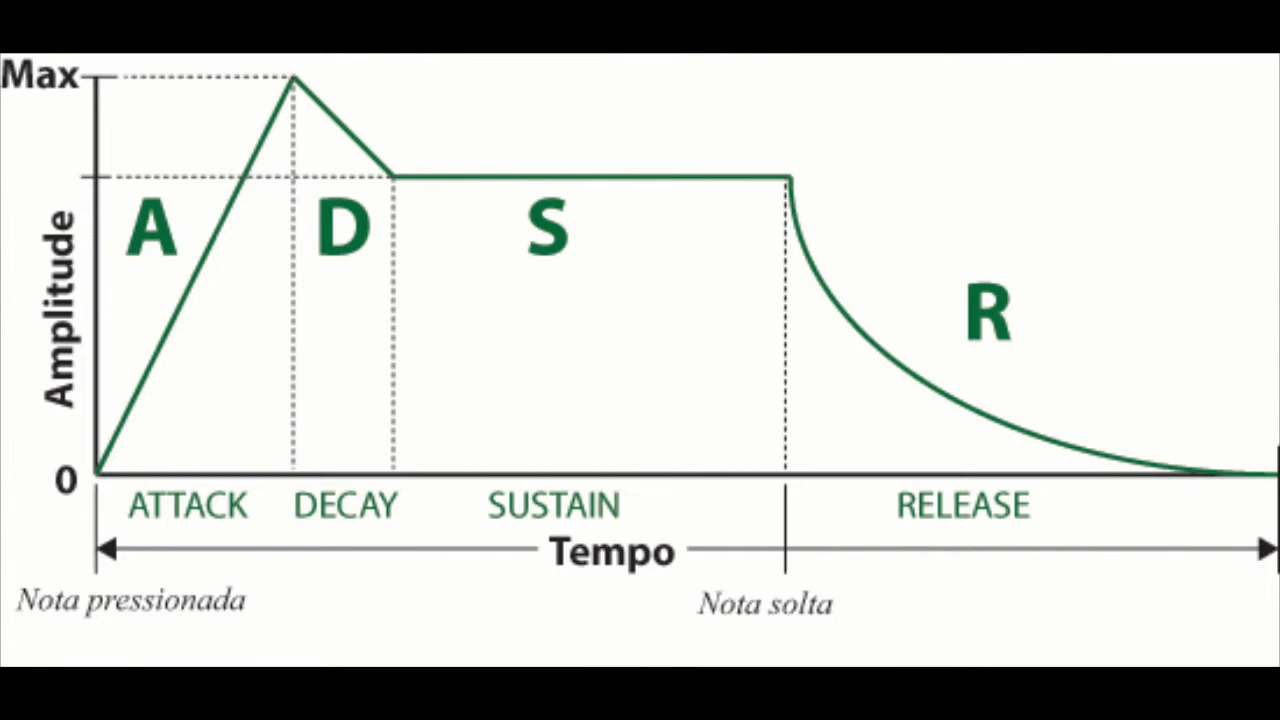 Max
A
D
S
R
Amplitude
0
ATTACK
DECAY
SUSTAIN
RELEASE
Tempo
Nota pressionada
Nota solta